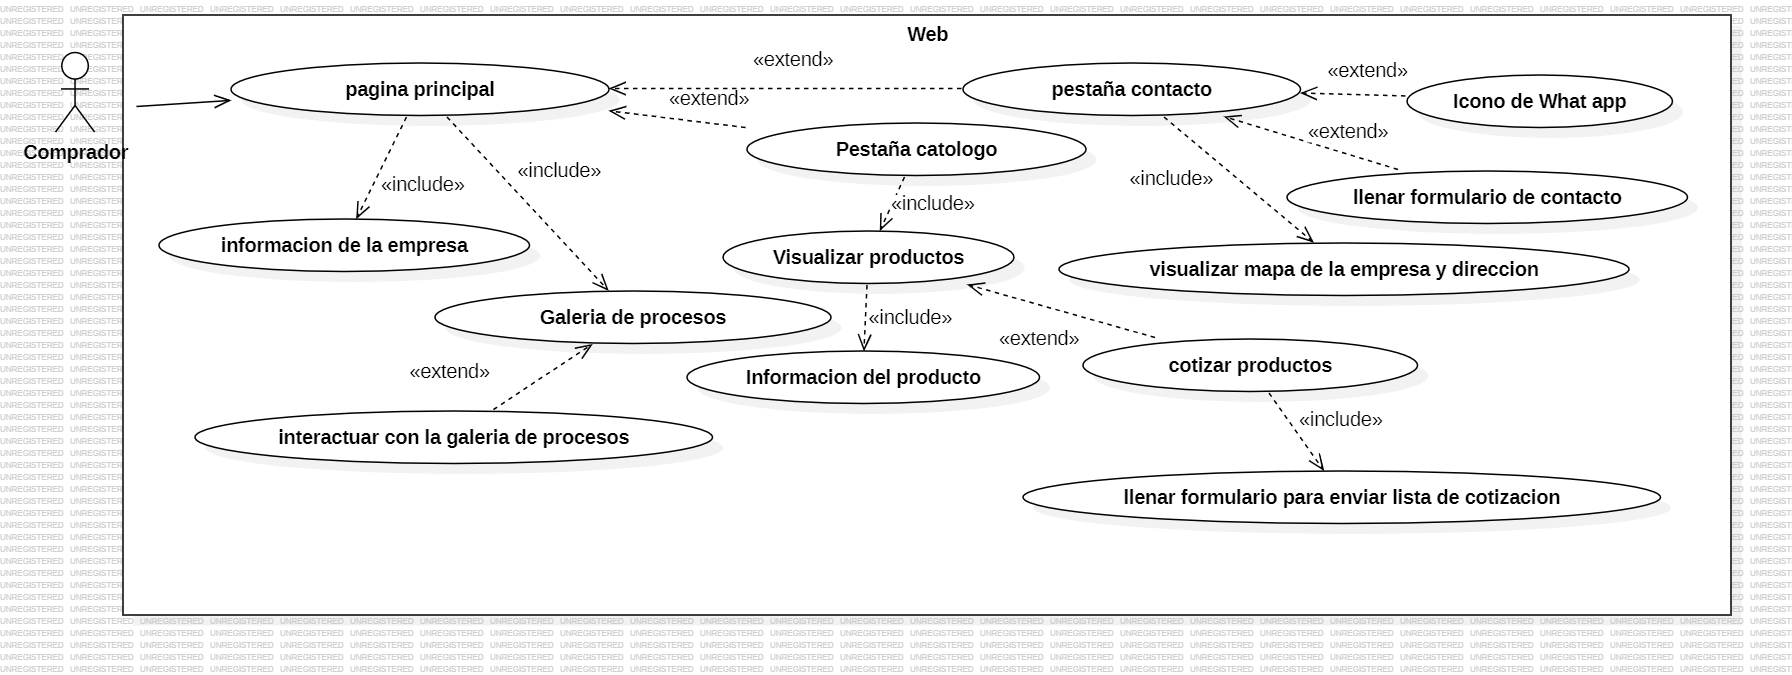 Web
«extend»
«extend»
pagina principal
pestaña contacto
Icono de What app
«extend»
«extend»
Comprador
Pestaña catologo
«include»
«include»
«include»
llenar formulario de contacto
«include»
informacion de la empresa
Visualizar productos
visualizar mapa de la empresa y direccion
Galeria de procesos
«include»
«extend»
cotizar productos
«extend»
Informacion del producto
«include»
interactuar con la galeria de procesos
llenar formulario para enviar lista de cotizacion
UNREGISTERED